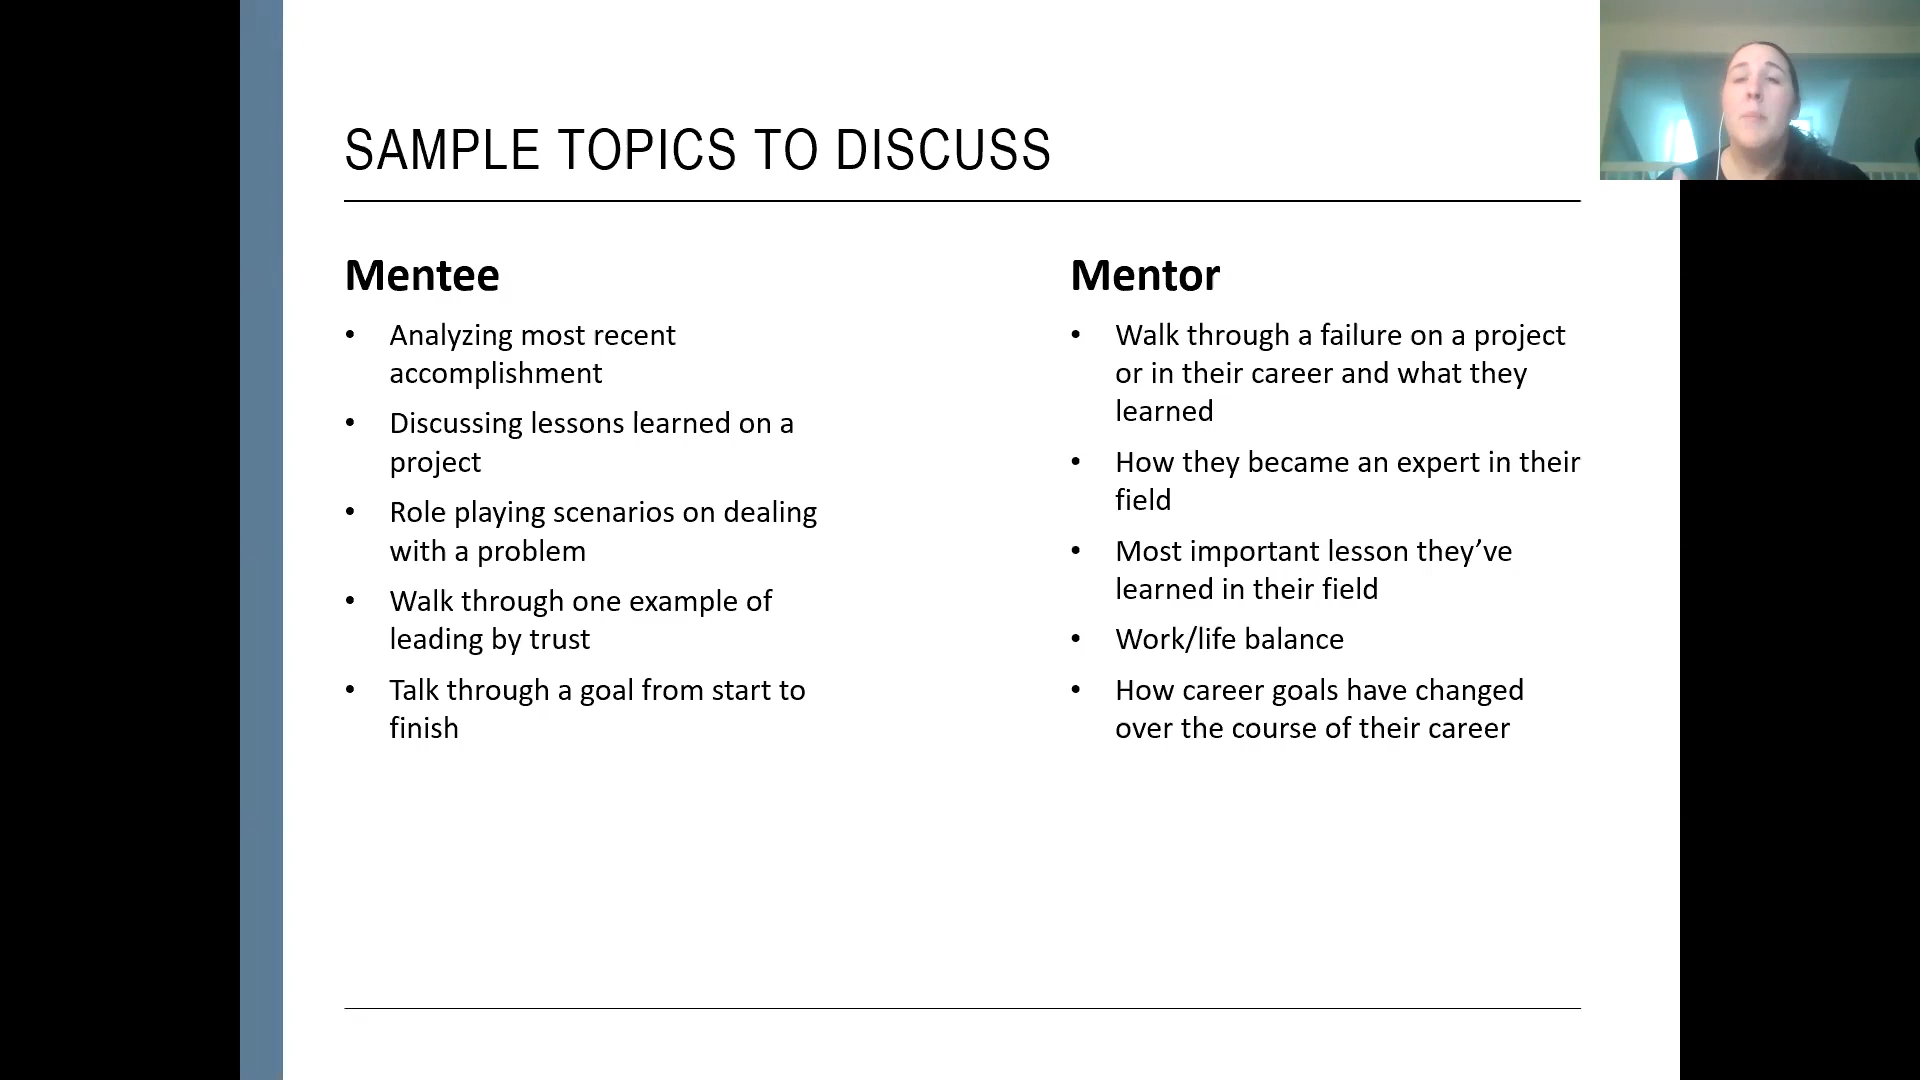 SAMPLE TOPICS TO DISCUSS
Mentee
• Analyzing most recent
accomplishment
• Discussing lessons learned on a
project
• Role playing scenarios on dealing
with a problem
• Walk through one example of
leading by trust
• Talk through a goal from start to
finish
Mentor
• Walk through a failure on a project
or in their career and what they
learned
• How they became an expert in their
field
• Most important lesson they’ve
learned in their field
• Work/life balance
• How career goals have changed
over the course of their career